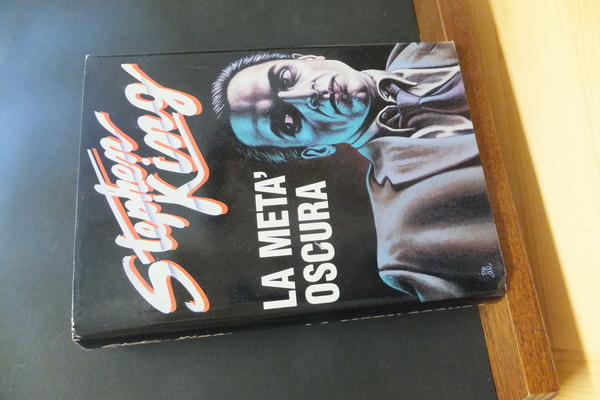 Stephen
King
LA META'
OSCURA